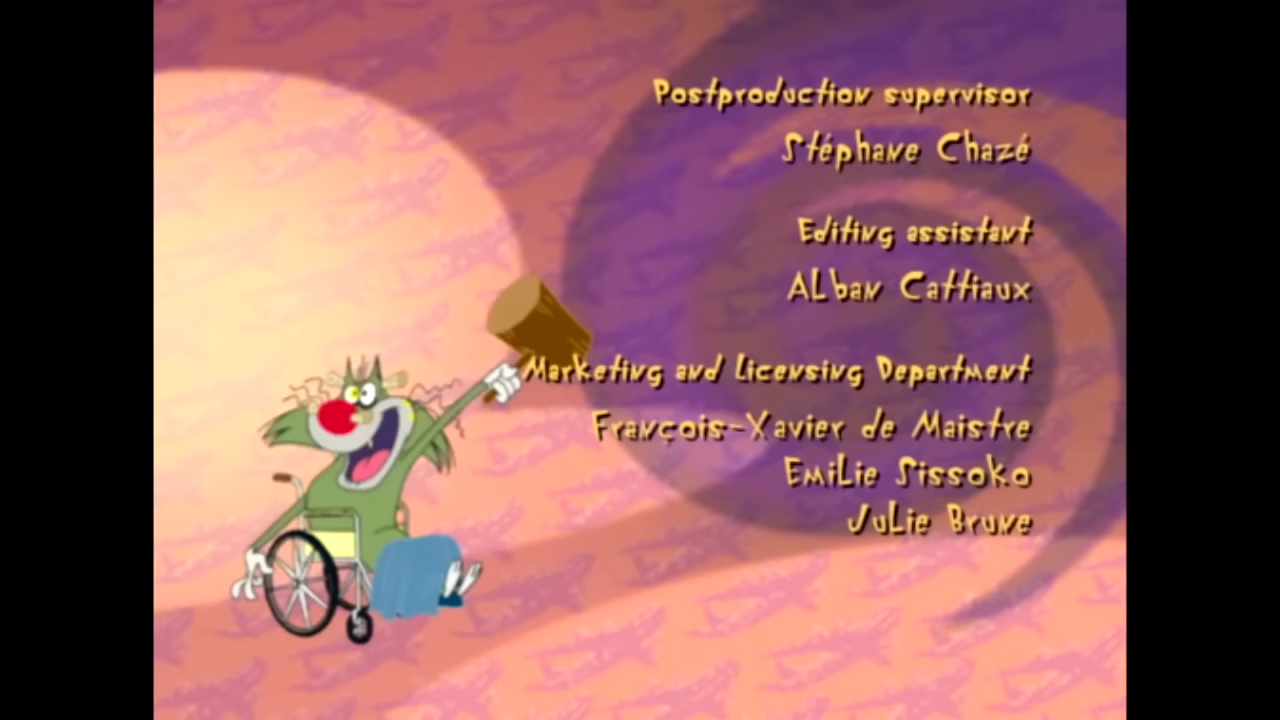 Postproduction supervisor
Stéphane Chazé
Editing assistant
Alban Cattiaux
Marketing and Licensing Department
François-Xavier de Maistre
Emilie Sissoko
Julie Brune